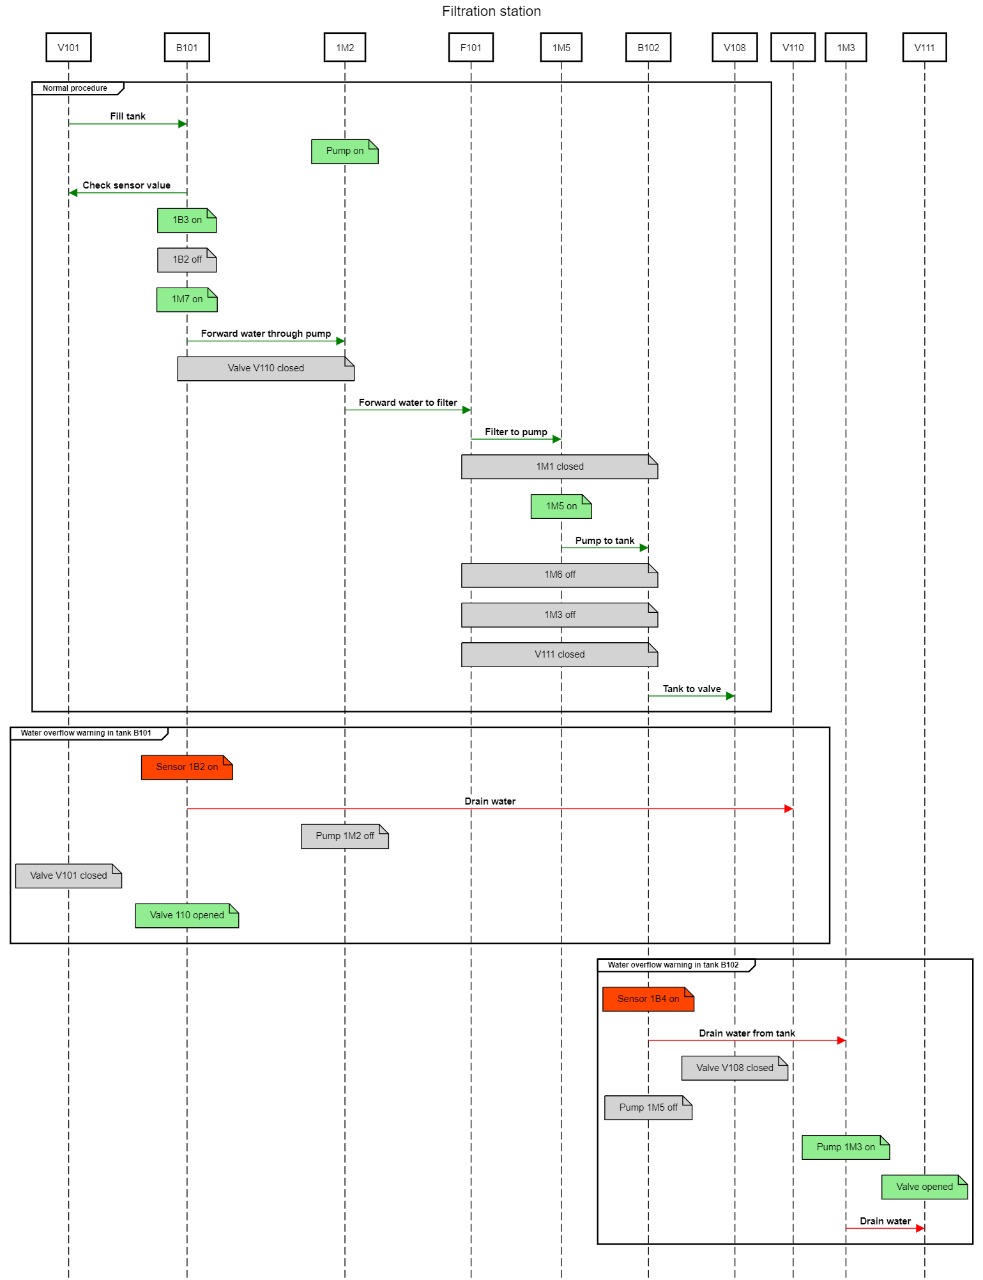 Filtration station
V101 B101 1M2 F101 1M5 B102 V108 V110 1M3 V111
Normal procedure
Fill tank
Pump on
Check sensor value
1B3 on
1B2 off
1M7 on
Forward water through pump
Valve V110 closed
Forward water to filter
Filter to pump
1M1 closed
1M5 on
Pump to tank
1M6 off
1M3 off
V111 closed
Tank to valve
Water overflow warning in tank B101
Sensor 1B2 on
Drain water
Pump 1M2 off
Valve V101 closed
Valve 110 opened
Water overflow warning in tank B102
Sensor 1B4 on
Drain water from tank
Valve V108 closed
Pump 1M5 off
Pump 1M3 on
Valve opened
Drain water